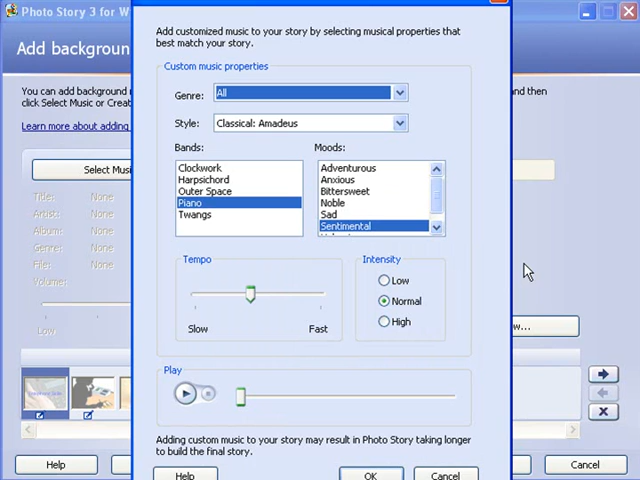 Photo Story 3 for W
Add backgroun
You can add background
click Select Music or Creat
and then
Learn more about adding
Select Musi
Title: None
Artist: None
Album: None
Genre: None
File: None
Volume:
Low
w...
Help
Cancel
Add customized music to your story by selecting musical properties that
best match your story.
Custom music properties
Genre: All
Style: Classical: Amadeus
Bands:
Clockwork
Harpsichord
Outer Space
Piano
Twangs
Moods:
Adventurous
Anxious
Bittersweet
Noble
Sad
Sentimental
Tempo
Slow Fast
Intensity
Low
Normal
High
Play
Adding custom music to your story may result in Photo Story taking longer
to build the final story.
Help OK Cancel